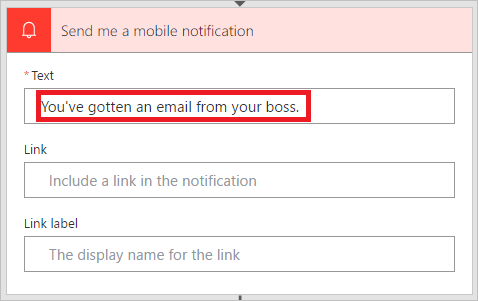 Send me a mobile notification
* Text
You've gotten an email from your boss.
Link
Include a link in the notification
Link label
The display name for the link